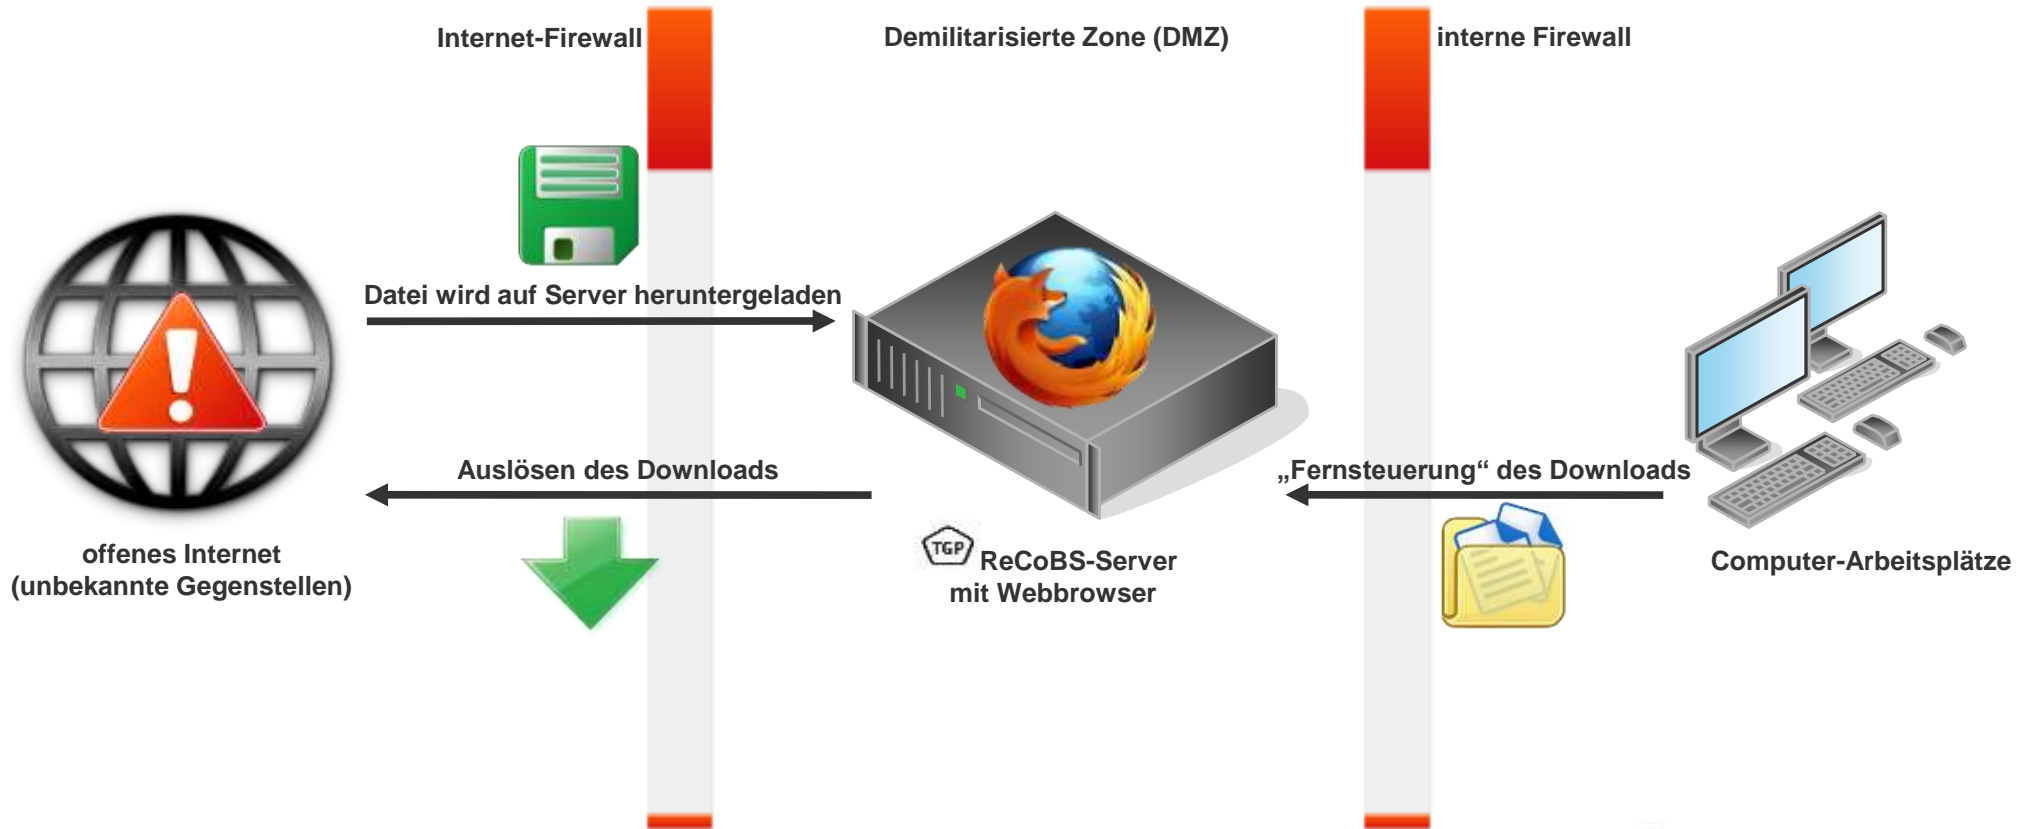 Internet-Firewall
Demilitarisierte Zone (DMZ)
interne Firewall
Datei wird auf Server heruntergeladen
Auslösen des Downloads
„Fernsteuerung“ des Downloads
offenes Internet
(unbekannte Gegenstellen)
TGP
ReCoBS-Server
mit Webbrowser
Computer-Arbeitsplätze